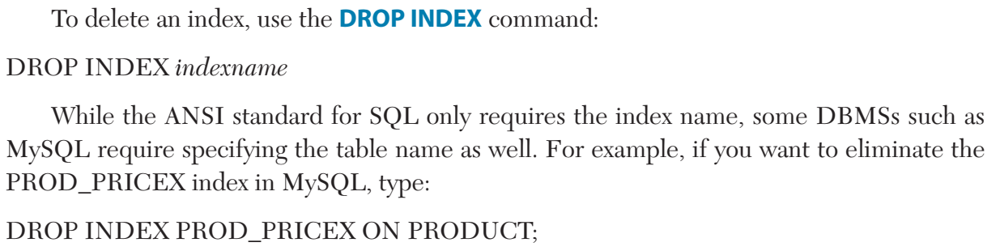 To delete an index, use the DROP INDEX command:
DROP INDEX indexname
While the ANSI standard for SQL only requires the index name, some DBMSs such as
MySQL require specifying the table name as well. For example, if you want to eliminate the
PROD_PRICEX index in MySQL, type:
DROP INDEX PROD_PRICEX ON PRODUCT;